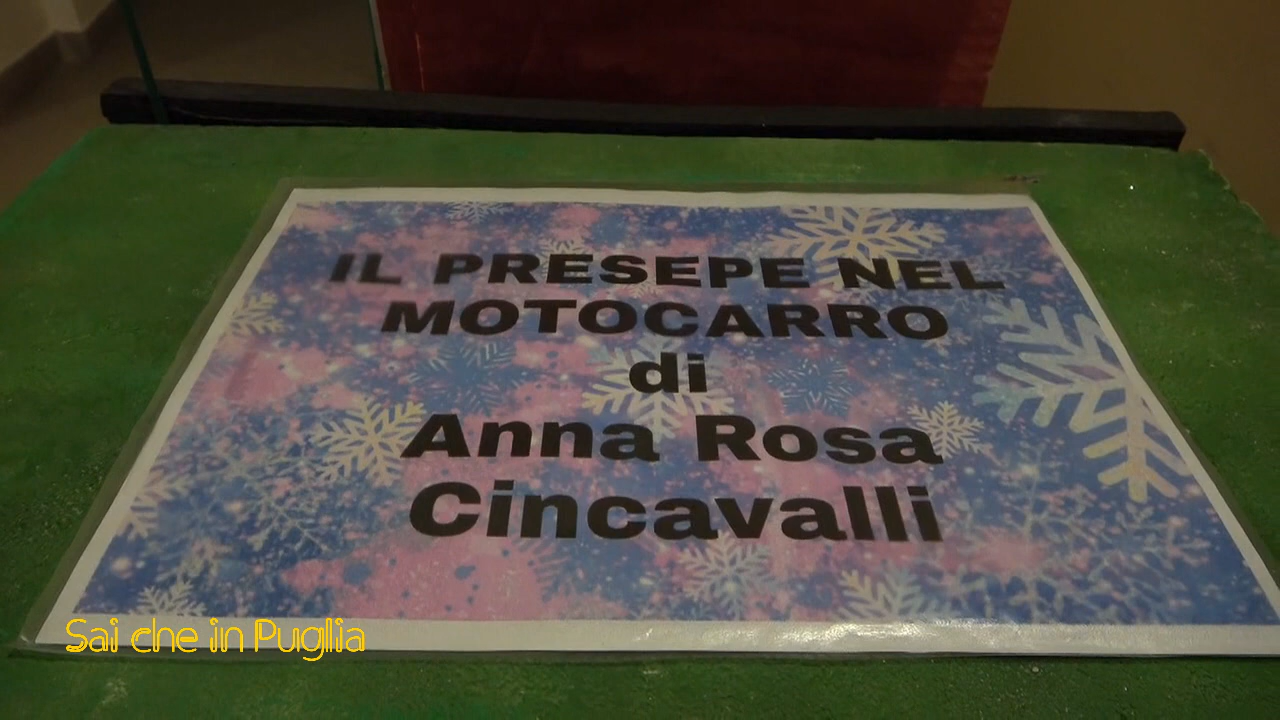 IL PRESEPE NEL
MOTOCARRO
di
Anna Rosa
Cincavalli
Sai che in Puglia